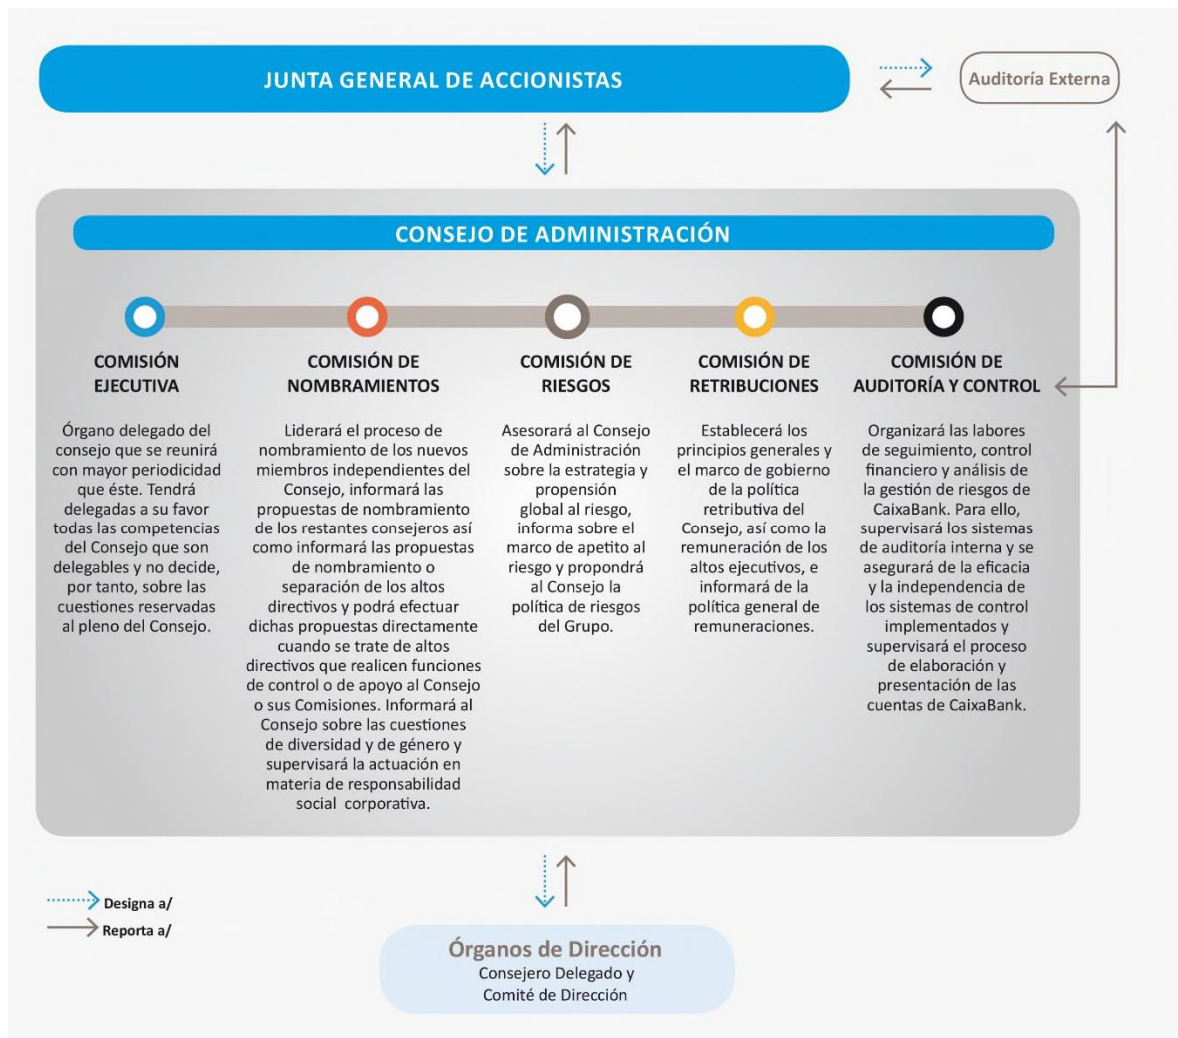 JUNTA GENERAL DE ACCIONISTAS
Auditoría Externa
CONSEJO DE ADMINISTRACIÓN
COMISIÓN
EJECUTIVA
Órgano delegado del
consejo que se reunirá
con mayor periodicidad
que éste. Tendrá
delegadas a su favor
todas las competencias
del Consejo que son
delegables y no decide,
por tanto, sobre las
cuestiones reservadas
al pleno del Consejo.
COMISIÓN DE
NOMBRAMIENTOS
Liderará el proceso de
nombramiento de los nuevos
miembros independientes del
Consejo, informará las
propuestas de nombramiento
de los restantes consejeros así
como informará las propuestas
de nombramiento o
separación de los altos
directivos y podrá efectuar
dichas propuestas directamente
cuando se trate de altos
directivos que realicen funciones
de control o de apoyo al Consejo
o sus Comisiones. Informará al
Consejo sobre las cuestiones
de diversidad y de género y
supervisará la actuación en
materia de responsabilidad
social corporativa.
COMISIÓN DE
RIESGOS
Asesorará al Consejo
de Administración
sobre la estrategia y
propensión
global al riesgo,
informa sobre el
marco de apetito al
riesgo y propondrá
al Consejo la
política de riesgos
del Grupo.
COMISIÓN DE
RETRIBUCIONES
Establecerá los
principios generales y
el marco de gobierno
de la política
retributiva del
Consejo, así como la
remuneración de los
altos ejecutivos, e
informará de la
política general de
remuneraciones.
COMISIÓN DE
AUDITORÍA Y CONTROL
Organizará las labores
de seguimiento, control
financiero y análisis de
la gestión de riesgos de
CaixaBank. Para ello,
supervisará los sistemas
de auditoría interna y se
asegurará de la eficacia
y la independencia de
los sistemas de control
implementados y
supervisará el proceso
de elaboración y
presentación de las
cuentas de CaixaBank.
Designa a/
Reporta a/
Órganos de Dirección
Consejero Delegado y
Comité de Dirección